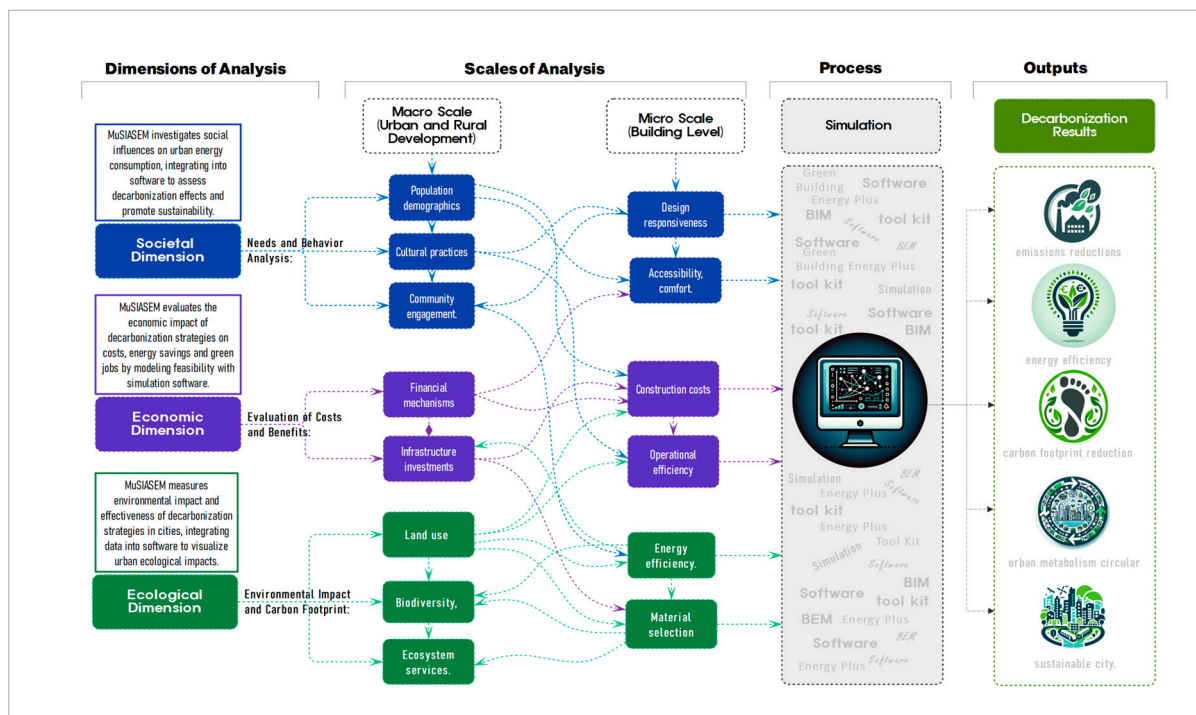 Dimensions of Analysis
Scales of Analysis
Process
Outputs
Macro Scale
(Urban and Rural
Development)
Micro Scale
(Building Level)
Simulation
Decarbonization
Results
MuSIASEM investigates social
influences on urban energy
consumption, integrating into
software to assess
decarbonization effects and
promote sustainability.
Societal
Dimension
Needs and Behavior
Analysis:
Population
demographics
Cultural practices
Community
engagement.
Design
responsiveness
Accessibility,
comfort.
MuSIASEM evaluates the
economic impact of
decarbonization strategies on
costs, energy savings and green
jobs by modeling feasibility with
simulation software.
Economic
Dimension
Evaluation of Costs
and Benefits:
Financial
mechanisms
Infrastructure
investments
Construction costs
Operational
efficiency
MuSIASEM measures
environmental impact and
effectiveness of decarbonization
strategies in cities, integrating
data into software to visualize
urban ecological impacts.
Ecological
Dimension
Environmental Impact
and Carbon Footprint:
Land use
Biodiversity,
Ecosystem
services.
Energy
efficiency.
Material
selection
Green
Building
Software
Energy Plus
BIM
Software
tool kit
Software
BEM
Green
Building Energy Plus
tool kit
Simulation
Software
Software
tool kit
BIM
Simulation
BEM
Software
Energy Plus
tool kit
Energy Plus
Tool Kit
Simulation
Software
BIM
Software
tool kit
BEM
Energy Plus
Software
BEM
Energy Plus
Software
emissions reductions
energy efficiency
carbon footprint reduction
urban metabolism circular
sustainable city.